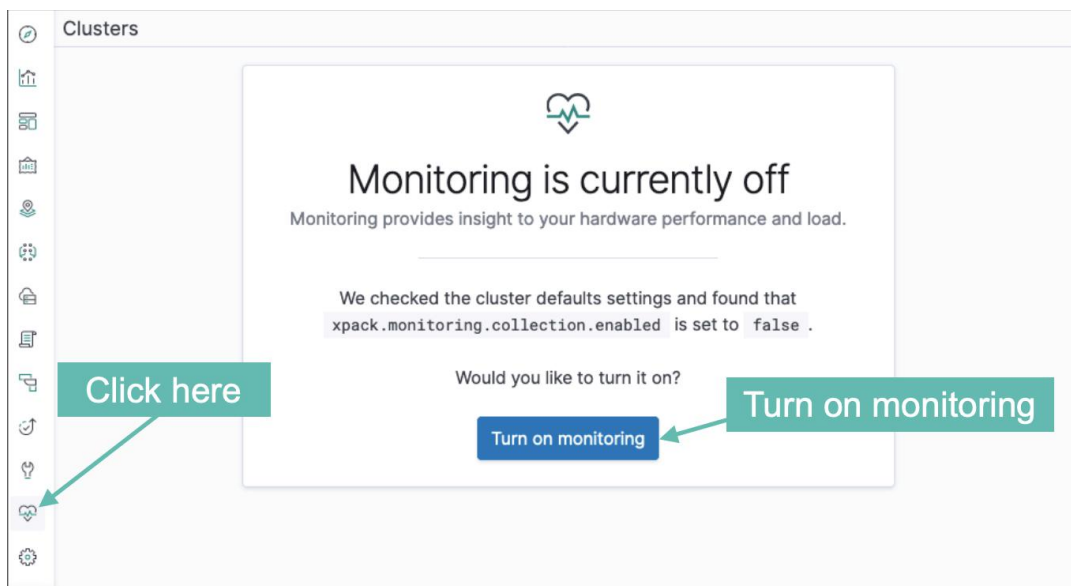 Clusters
Monitoring is currently off
Monitoring provides insight to your hardware performance and load.
We checked the cluster defaults settings and found that
xpack.monitoring.collection.enabled is set to false .
Would you like to turn it on?
Click here
Turn on monitoring
Turn on monitoring